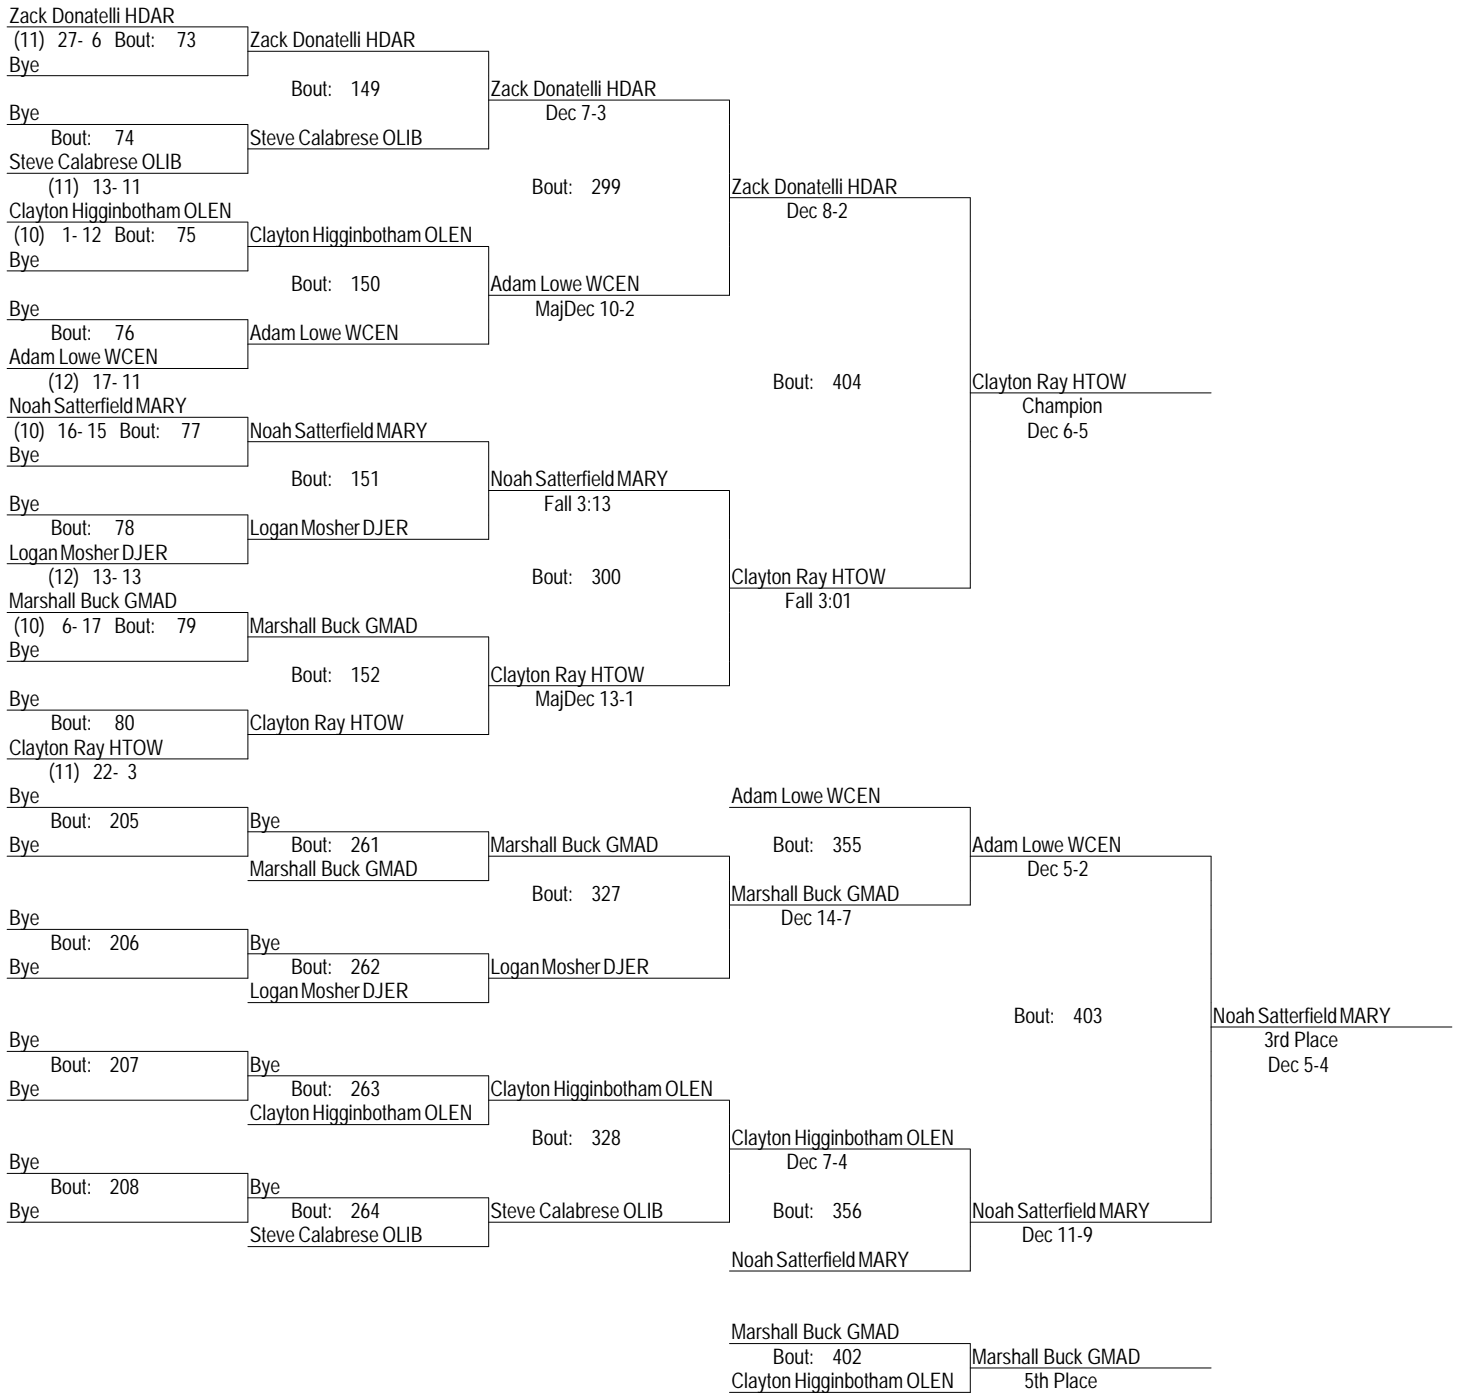 Zack Donatelli HDAR
(11) 27- 6 Bout: 73 Zack Donatelli HDAR
Bye
Bout: 149 Zack Donatelli HDAR
Bye Dec 7-3
Bout: 74 Steve Calabrese OLIB
Steve Calabrese OLIB
(11) 13- 11 Bout: 299 Zack Donatelli HDAR
Clayton Higginbotham OLEN Dec 8-2
(10) 1- 12 Bout: 75 Clayton Higginbotham OLEN
Bye
Bout: 150 Adam Lowe WCEN
Bye MajDec 10-2
Bout: 76 Adam Lowe WCEN
Adam Lowe WCEN
(12) 17- 11 Bout: 404 Clayton Ray HTOW
Noah Satterfield MARY Champion
(10) 16- 15 Bout: 77 Noah Satterfield MARY Dec 6-5
Bye
Bout: 151 Noah Satterfield MARY
Bye Fall 3:13
Bout: 78 Logan Mosher DJER
Logan Mosher DJER
(12) 13- 13 Bout: 300 Clayton Ray HTOW
Marshall Buck GMAD Fall 3:01
(10) 6- 17 Bout: 79 Marshall Buck GMAD
Bye
Bout: 152 Clayton Ray HTOW
Bye MajDec 13-1
Bout: 80 Clayton Ray HTOW
Clayton Ray HTOW
(11) 22- 3
Bye Adam Lowe WCEN
Bout: 205 Bye
Bye Bout: 261 Marshall Buck GMAD Bout: 355 Adam Lowe WCEN
Marshall Buck GMAD Dec 5-2
Bout: 327 Marshall Buck GMAD
Bye Dec 14-7
Bout: 206 Bye
Bye Bout: 262 Logan Mosher DJER
Logan Mosher DJER
Bout: 403 Noah Satterfield MARY
Bye 3rd Place
Bout: 207 Bye Dec 5-4
Bye Bout: 263 Clayton Higginbotham OLEN
Clayton Higginbotham OLEN
Bout: 328 Clayton Higginbotham OLEN
Bye Dec 7-4
Bout: 208 Bye
Bye Bout: 264 Steve Calabrese OLIB Bout: 356 Noah Satterfield MARY
Steve Calabrese OLIB Dec 11-9
Noah Satterfield MARY
Marshall Buck GMAD
Bout: 402 Marshall Buck GMAD
Clayton Higginbotham OLEN 5th Place